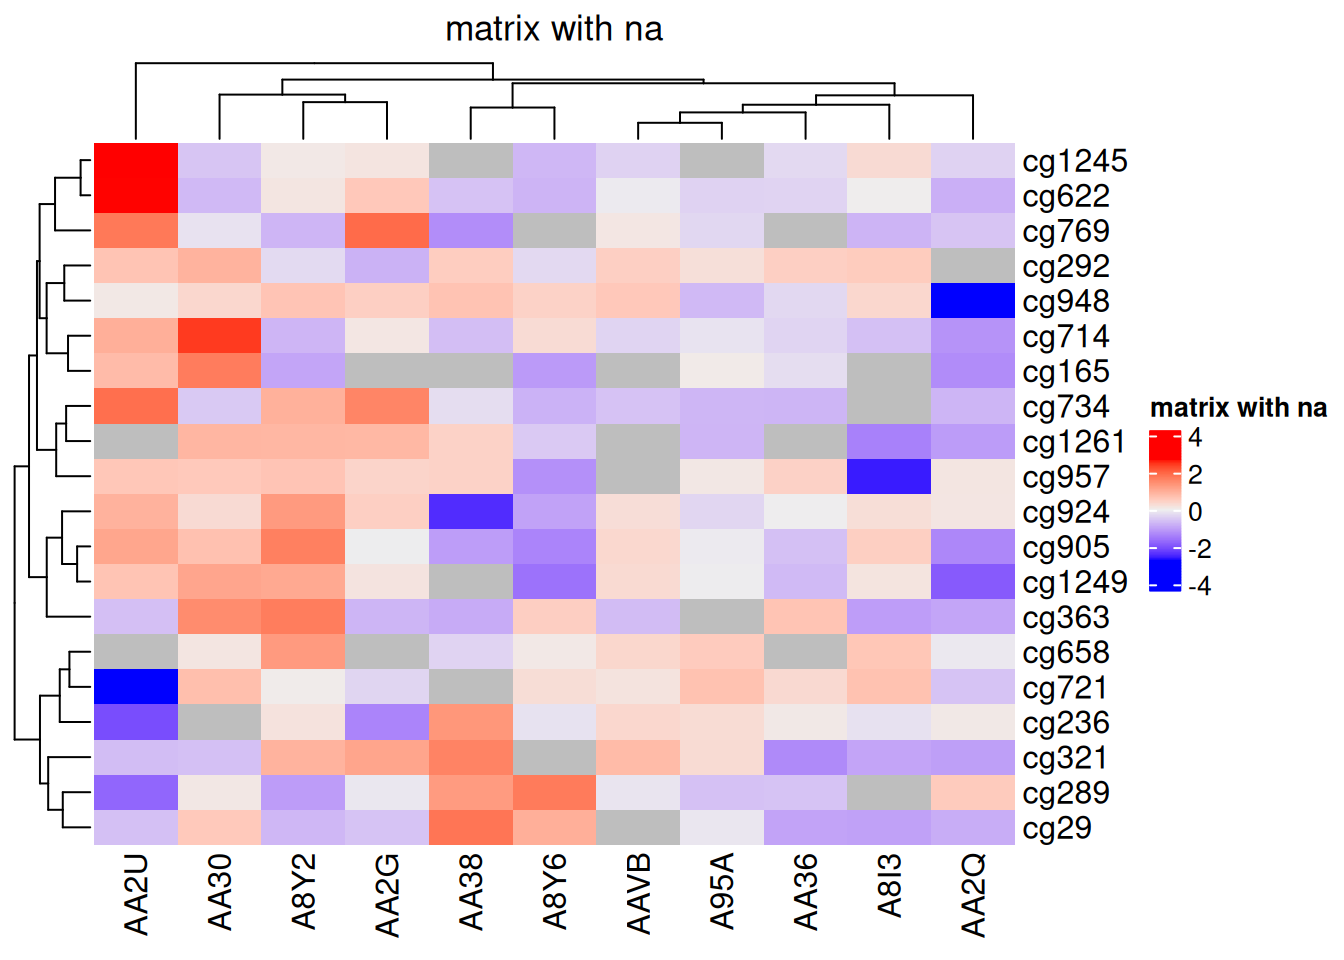 matrix with na
cg1245
cg622
cg769
cg292
cg948
cg714
cg165
cg734
cg1261
cg957
cg924
cg905
cg1249
cg363
cg658
cg721
cg236
cg321
cg289
cg29
AA2U
AA30
A8Y2
AA2G
AA38
A8Y6
AAVB
A95A
AA36
A8I3
AA2Q
matrix with na
4
2
0
-2
-4